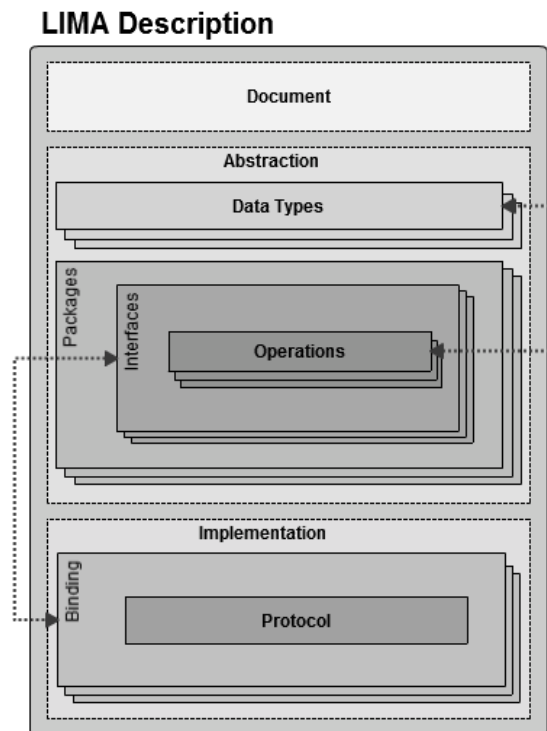 LIMA Description
Document
Abstraction
Data Types
Packages
Interfaces
Operations
Implementation
Binding
Protocol